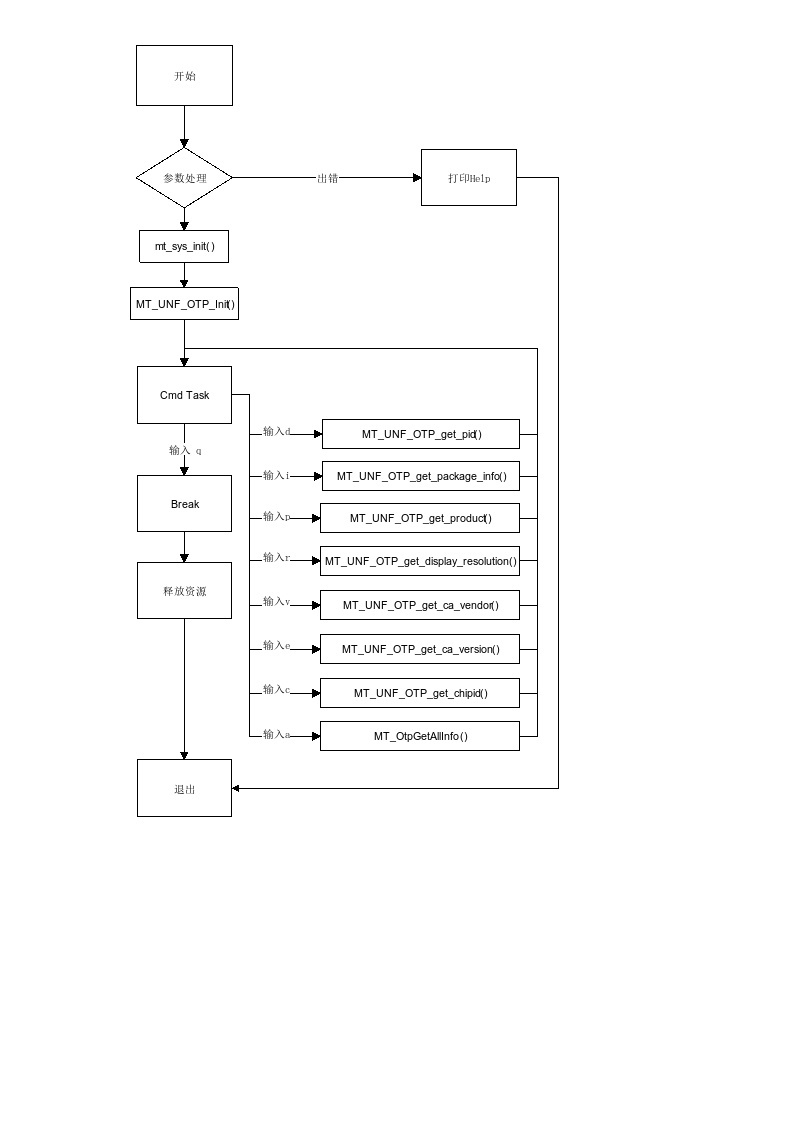 开始
参数处理
出错
打印Help
mt_sys_init()
MT_UNF_OTP_Init()
Cmd Task
输入d
MT_UNF_OTP_get_pid()
输入 q
输入i
MT_UNF_OTP_get_package_info()
Break
输入p
MT_UNF_OTP_get_product()
输入r
MT_UNF_OTP_get_display_resolution()
释放资源
输入v
MT_UNF_OTP_get_ca_vendor()
输入e
MT_UNF_OTP_get_ca_version()
输入c
MT_UNF_OTP_get_chipid()
输入a
MT_OtpGetAllInfo()
退出